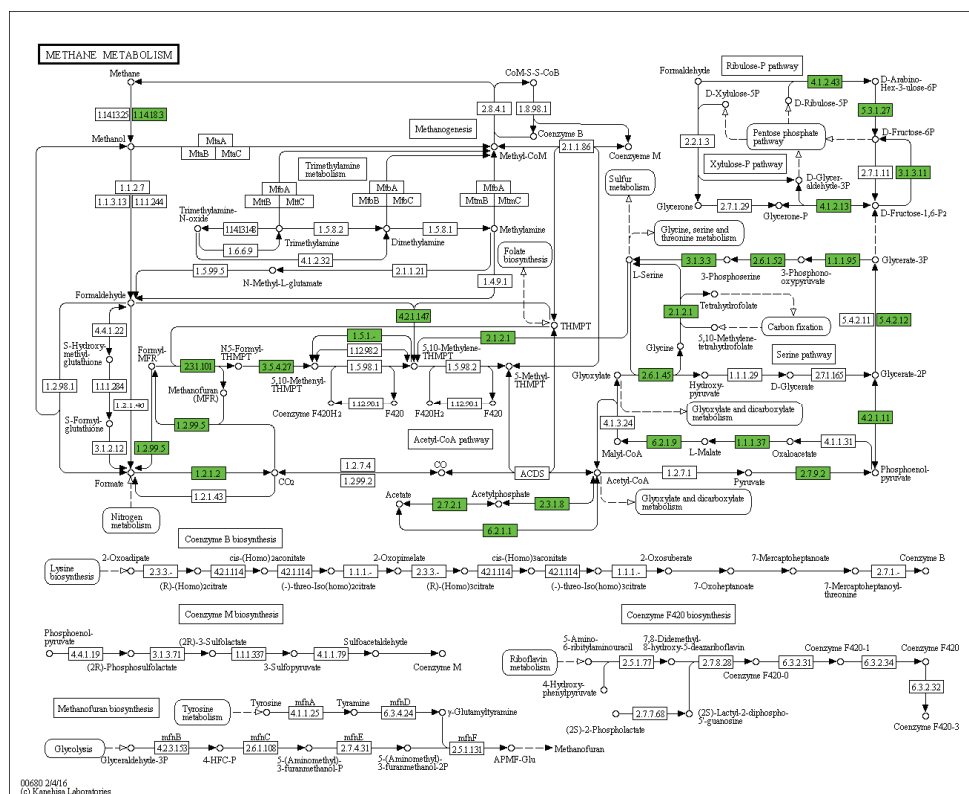 METHANE METABOLISM
Methane
CoM-S-S-CoB
Formaldehyde
Ribulose-P pathway
4.1.2.43
D-Arabino-
Hex-3-ulose-6P
D-Xylulose-5P
D-Ribulose-5P
1.14.13.25
1.14.18.3
2.8.4.1
1.8.98.1
Methanogenesis
Coenzyme B
5.3.1.27
Methanol
MtaA
MtaB
MtaC
Methyl-CoM
2.1.1.86
Coenzyme M
2.2.1.3
Pentose phosphate
pathway
D-Fructose-6P
Xylulose-P pathway
2.7.1.11
3.1.3.11
Trimethylamine
metabolism
Sulfur
metabolism
D-Glycer-
aldehyde-3P
1.1.2.7
1.1.3.13
1.1.1.244
MttB
MttC
MtbB
MtbC
MtmB
MtmC
Glycerone
2.7.1.29
Glycerone-P
4.1.2.13
D-Fructose-1,6-P2
Trimethylamine-
N-oxide
1.14.13.148
Trimethylamine
1.5.8.2
Dimethylamine
1.5.8.1
Methylamine
1.6.6.9
4.1.2.32
Glycine, serine and
threonine metabolism
Folate
biosynthesis
1.5.99.5
N-Methyl-L-glutamate
2.1.1.21
1.4.9.1
L-Serine
3.1.3.3
3-Phosphoserine
2.6.1.52
3-Phosphono-
oxypyruvate
1.1.1.95
Glycerate-3P
Formaldehyde
THMPT
4.2.1.147
2.1.2.1
2.1.2.1
Tetrahydrofolate
Carbon fixation
5,10-Methylene-
tetrahydrofolate
5.4.2.11
5.4.2.12
4.4.1.22
S-Hydroxy-
methyl-
glutathione
Formyl-
MFR
N5-Formyl-
THMPT
1.5.1.-
1.12.98.2
1.5.98.1
5,10-Methylene-
THMPT
1.5.98.2
5-Methyl-
THMPT
Glycine
Serine pathway
2.3.1.101
3.5.4.27
5,10-Methenyl-
THMPT
Glyoxylate
2.6.1.45
Hydroxy-
pyruvate
1.1.1.29
D-Glycerate
2.7.1.165
Glycerate-2P
1.2.98.1
1.1.1.284
Methanofuran
(MFR)
Coenzyme F420H2
1.12.90.1
F420
F420H2
1.12.90.1
F420
1.2.1.46
S-Formyl-
glutathione
1.2.99.5
Glyoxylate and dicarboxylate
metabolism
4.1.3.24
4.2.1.11
Acetyl-CoA pathway
3.1.2.12
1.2.99.5
Malyl-CoA
6.2.1.9
L-Malate
1.1.1.37
Oxaloacetate
4.1.1.31
Formate
1.2.1.2
CO2
1.2.7.4
1.2.99.2
CO
ACDS
Acetyl-CoA
1.2.7.1
Pyruvate
2.7.9.2
Phosphoenol-
pyruvate
1.2.1.43
Nitrogen
metabolism
Acetate
2.7.2.1
Acetylphosphate
2.3.1.8
6.2.1.1
Glyoxylate and dicarboxylate
metabolism
Coenzyme B biosynthesis
Lysine
biosynthesis
2-Oxoadipate
2.3.3.-
(R)-(Homo)2citrate
4.2.1.114
cis-(Homo)2aconitate
4.2.1.114
(-)-threo-Iso(homo)2citrate
1.1.1.-
2-Oxopimelate
2.3.3.-
(R)-(Homo)3citrate
4.2.1.114
cis-(Homo)3aconitate
4.2.1.114
(-)-threo-Iso(homo)3citrate
1.1.1.-
2-Oxosuberate
7-Oxoheptanoate
7-Mercaptoheptanoate
7-Mercaptoheptanoyl-
threonine
2.7.1.-
Coenzyme B
Coenzyme M biosynthesis
Phosphoenol-
pyruvate
4.4.1.19
(2R)-Phosphosulfolactate
3.1.3.71
(2R)-3-Sulfolactate
1.1.1.337
3-Sulfopyruvate
4.1.1.79
Sulfoacetaldehyde
Coenzyme M
Coenzyme F420 biosynthesis
Riboflavin
metabolism
5-Amino-
6-ribitylaminouracil
4-Hydroxy-
phenylpyruvate
2.5.1.77
7,8-Didemethyl-
8-hydroxy-5-deazariboflavin
2.7.8.28
Coenzyme F420-0
6.3.2.31
Coenzyme F420-1
6.3.2.34
Coenzyme F420
6.3.2.32
Coenzyme F420-3
(2S)-2-Phospholactate
2.7.7.68
(2S)-Lactyl-2-diphospho-
5'-guanosine
Methanofuran biosynthesis
Tyrosine
metabolism
Tyrosine
mfnA
4.1.1.25
Tyramine
mfnD
6.3.4.24
γ-Glutamyltyramine
Glycolysis
Glyceraldehyde-3P
mfnB
4.2.3.153
4-HFC-P
mfnC
2.6.1.108
5-(Aminomethyl)-
3-furanmethanol-P
mfnE
2.7.4.31
5-(Aminomethyl)-
3-furanmethanol-2P
mfnF
2.5.1.131
APMF-Glu
Methanofuran
00680 2/4/16
(c) Kanehisa Laboratories